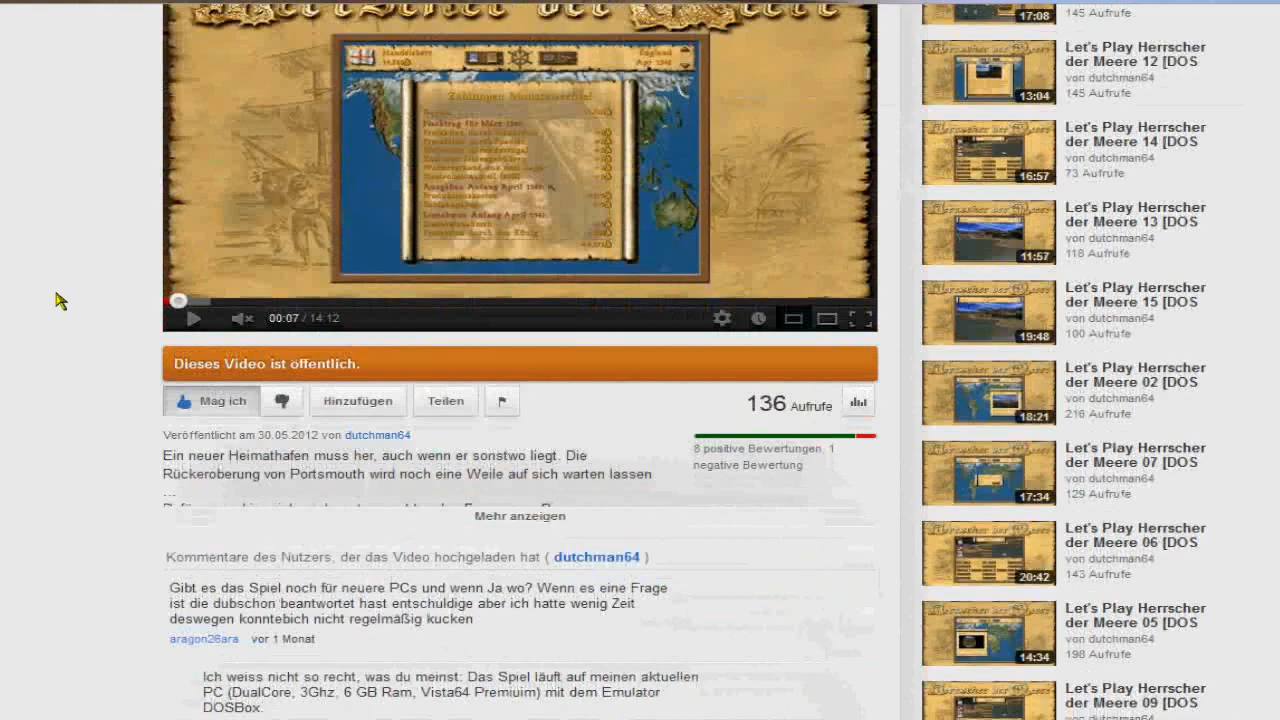 Herrscher der Meere
England
Zahlungen Monatswechsel
00:07 / 14:12
Dieses Video ist öffentlich.
Mag ich
Hinzufügen
Teilen
136 Aufrufe
Veröffentlicht am 30.05.2012 von dutchman64
8 positive Bewertungen, 1
negative Bewertung
Ein neuer Heimathafen muss her, auch wenn er sonstwo liegt. Die
Rückeroberung von Portsmouth wird noch eine Weile auf sich warten lassen
...
Mehr anzeigen
Kommentare des Nutzers, der das Video hochgeladen hat ( dutchman64 )
Gibt es das Spiel noch für neuere PCs und wenn Ja wo? Wenn es eine Frage
ist die dubschon beantwortet hast entschuldige aber ich hatte wenig Zeit
deswegen konntebich nicht regelmäßig kucken
aragon26ara vor 1 Monat
Ich weiss nicht so recht, was du meinst: Das Spiel läuft auf meinen aktuellen
PC (DualCore, 3Ghz, 6 GB Ram, Vista64 Premiuim) mit dem Emulator
DOSBox.
17:08
145 Aufrufe
Let's Play Herrscher
der Meere 12 [DOS
von dutchman64
145 Aufrufe
13:04
Let's Play Herrscher
der Meere 14 [DOS
von dutchman64
73 Aufrufe
16:57
Let's Play Herrscher
der Meere 13 [DOS
von dutchman64
118 Aufrufe
11:57
Let's Play Herrscher
der Meere 15 [DOS
von dutchman64
100 Aufrufe
19:48
Let's Play Herrscher
der Meere 02 [DOS
von dutchman64
216 Aufrufe
18:21
Let's Play Herrscher
der Meere 07 [DOS
von dutchman64
129 Aufrufe
17:34
Let's Play Herrscher
der Meere 06 [DOS
von dutchman64
143 Aufrufe
20:42
Let's Play Herrscher
der Meere 05 [DOS
von dutchman64
198 Aufrufe
14:34
Let's Play Herrscher
der Meere 09 [DOS